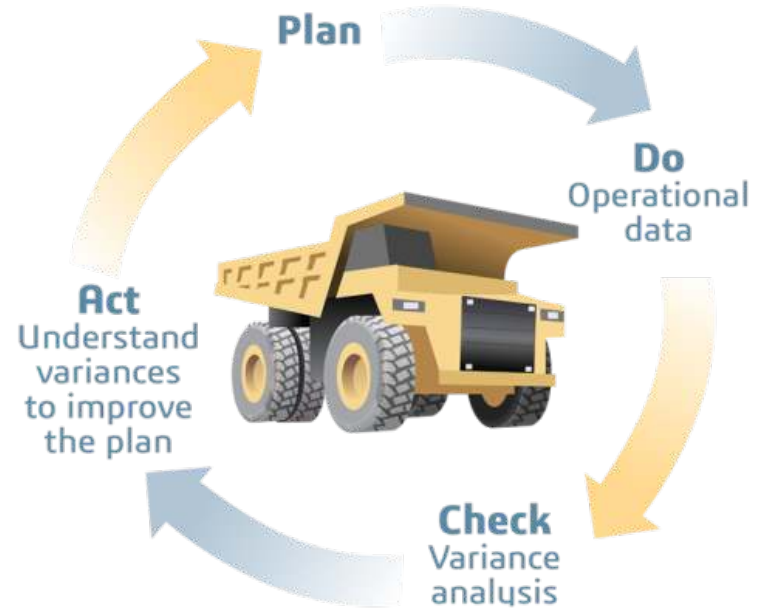 Plan
Do
Operational
data
Check
Variance
analysis
Act
Understand
variances
to improve
the plan